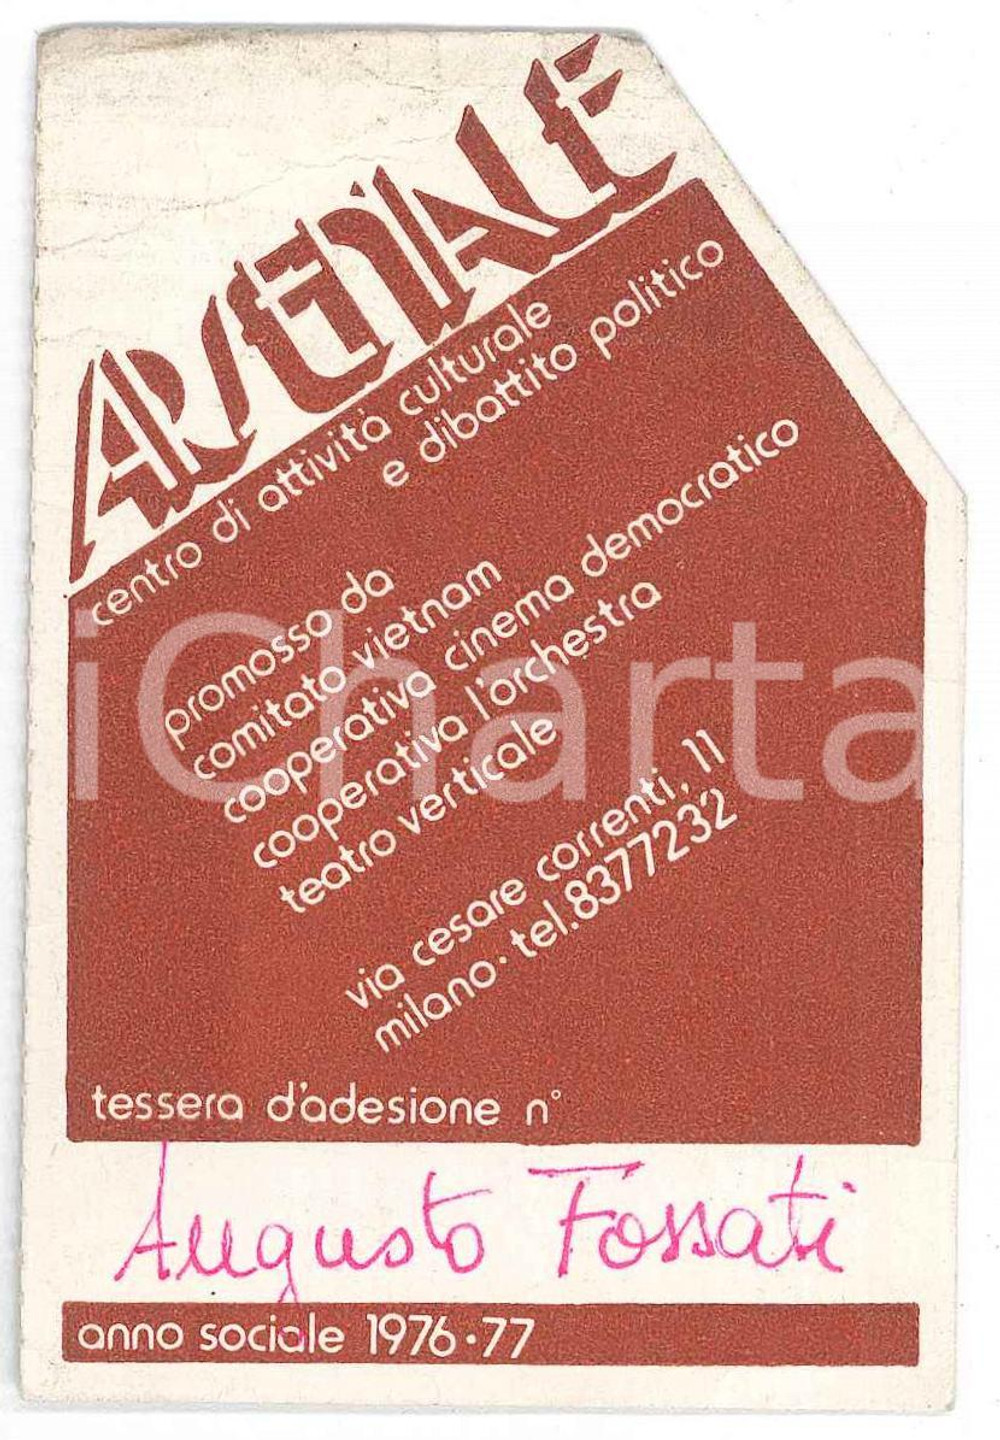 ARSENALE
centro di attività culturale
e dibattito politico
promosso da
comitato vietnam
cooperativa cinema democratico
cooperativa l'orchestra
teatro verticale
via cesare correnti, 11
milano · tel. 8377232
tessera d'adesione n°
Augusto Fossati
anno sociale 1976·77
iCharta